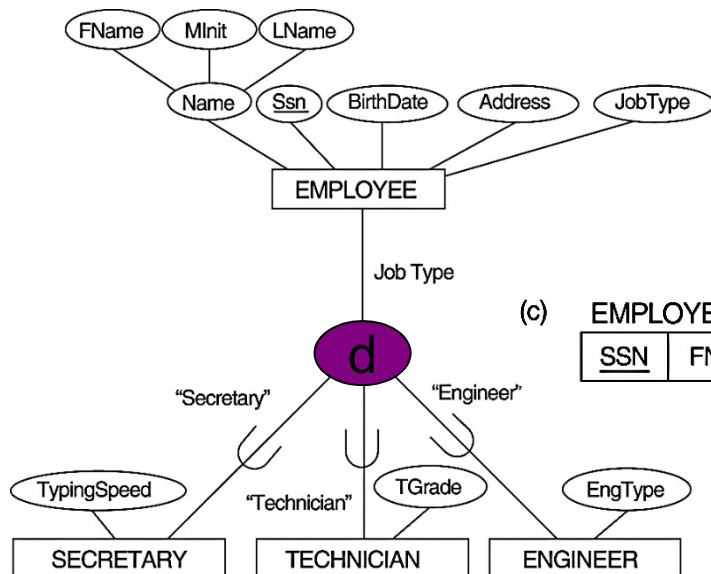 FName MInit LName
Name Ssn BirthDate Address JobType
EMPLOYEE
Job Type
(c)
SSN
d
"Secretary" "Engineer"
TypingSpeed "Technician" TGrade EngType
SECRETARY TECHNICIAN ENGINEER